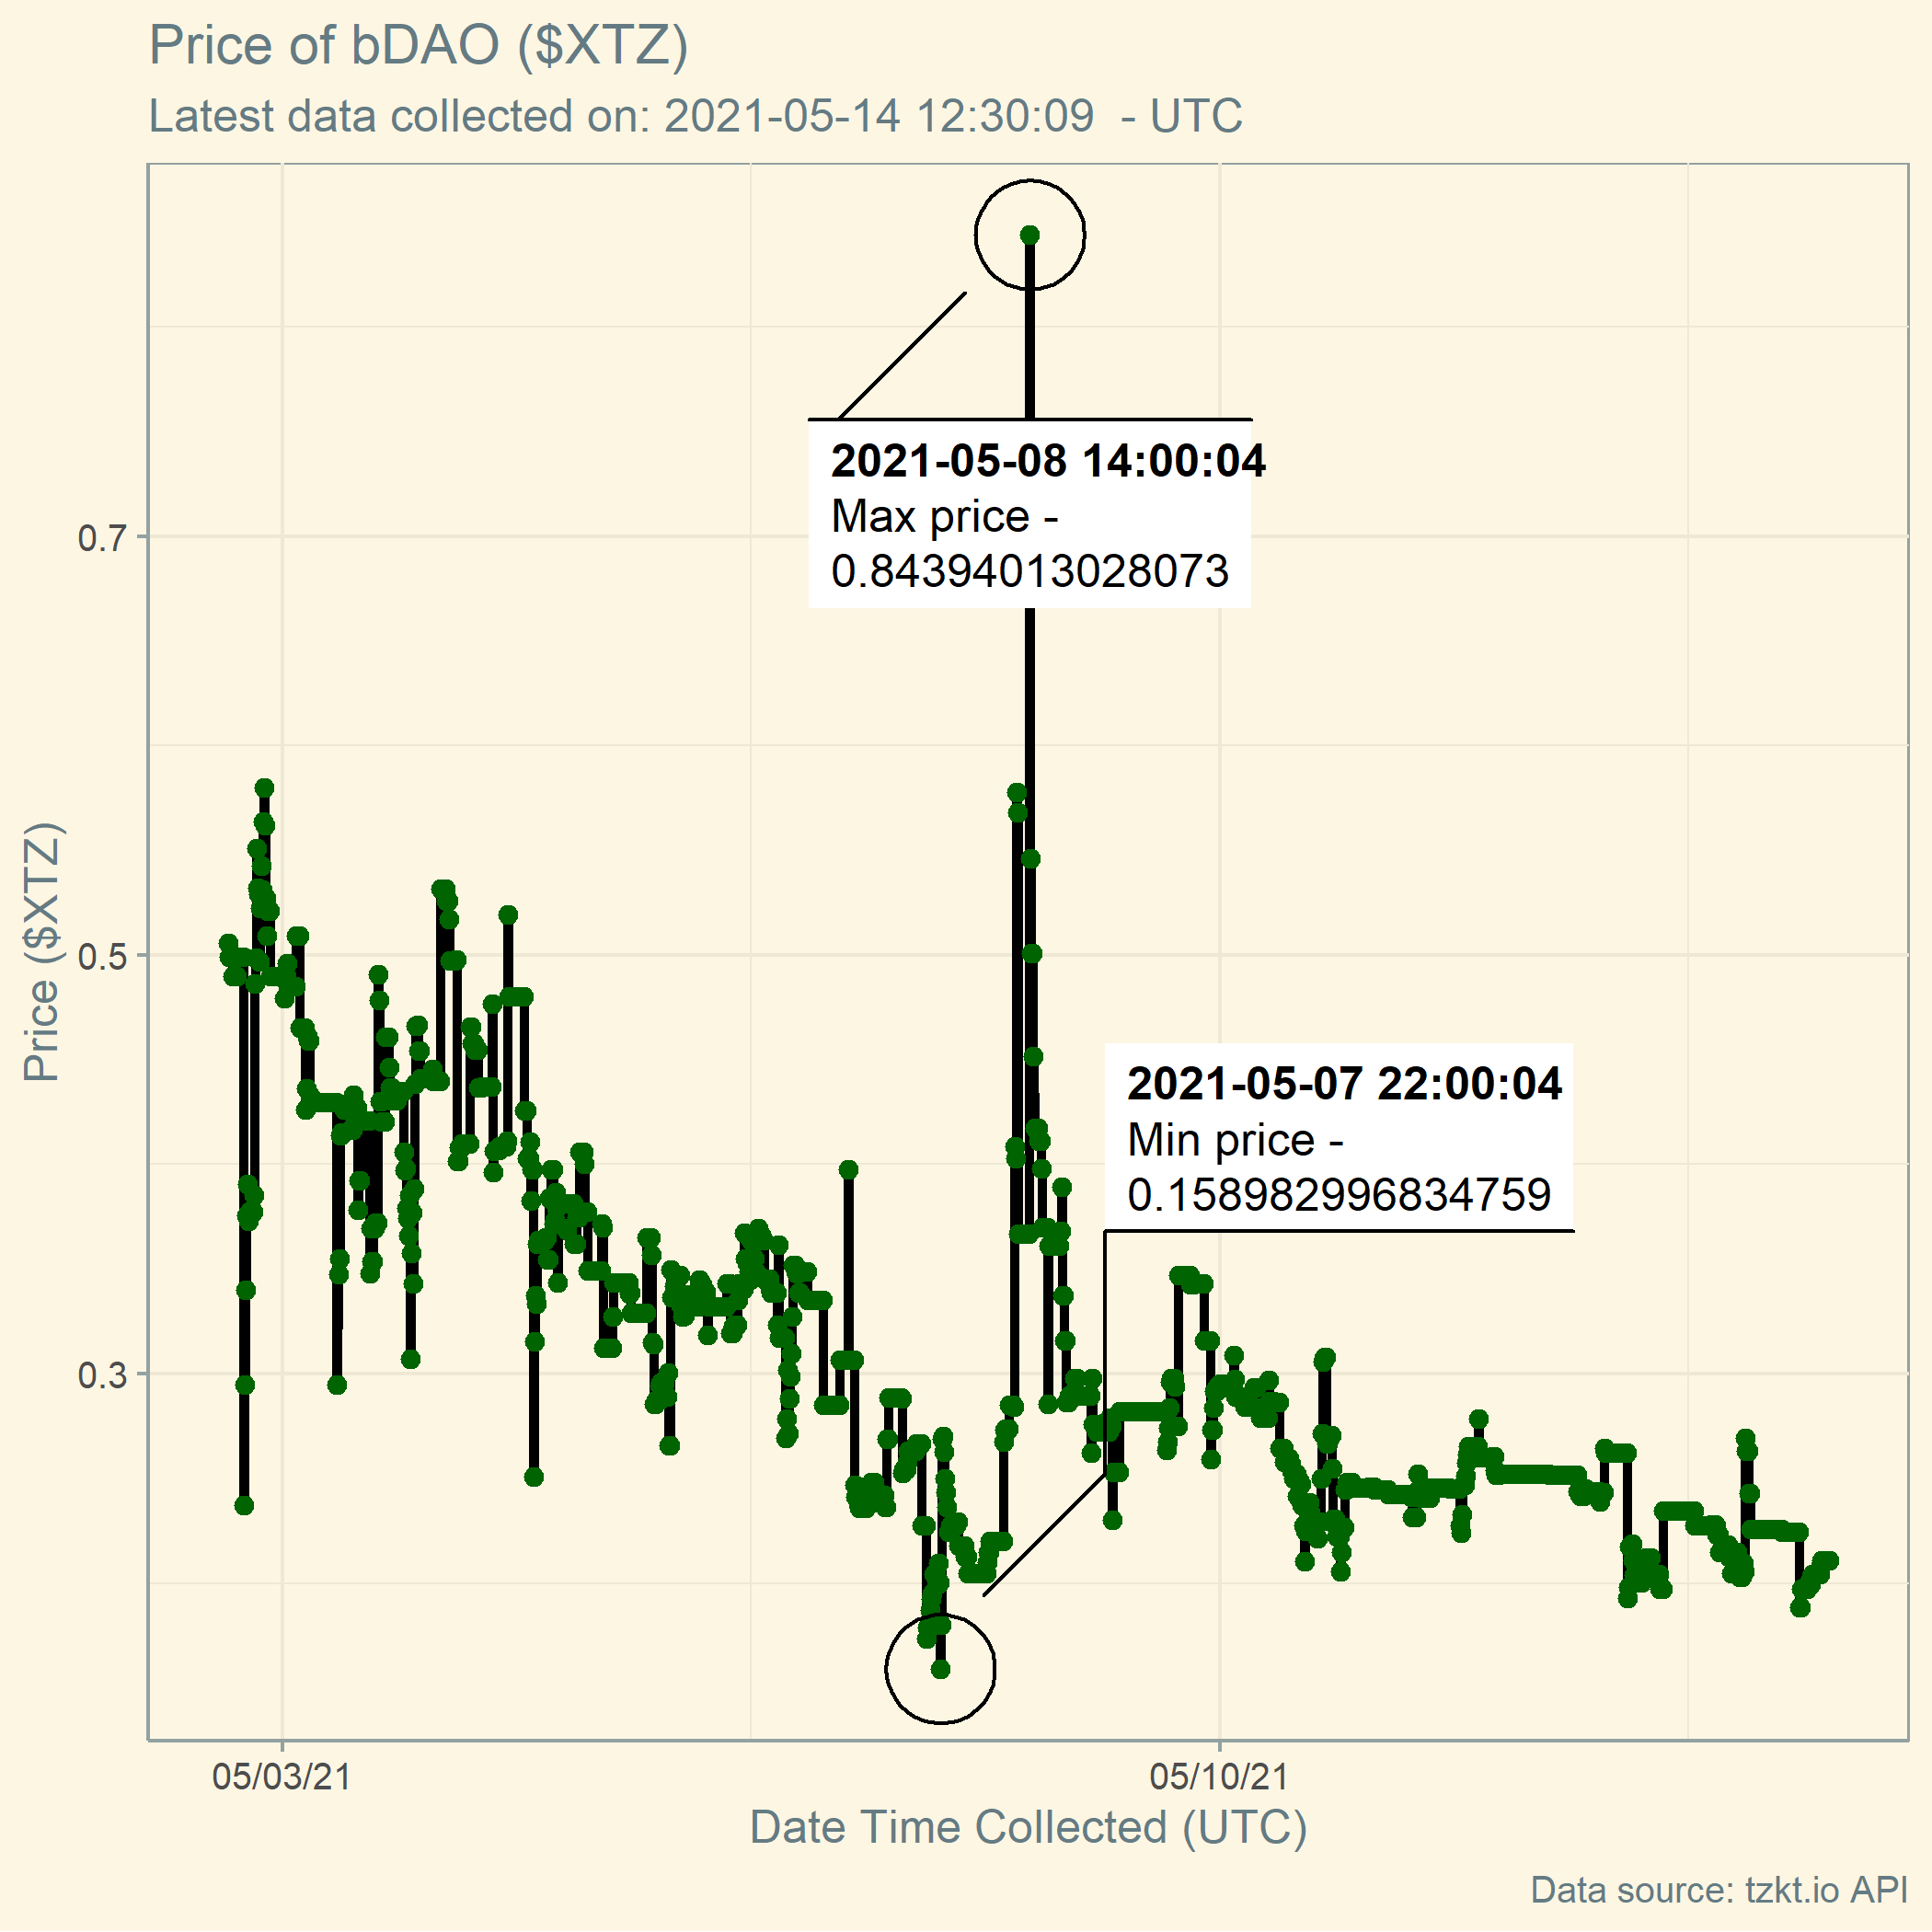 Price of bDAO ($XTZ)
Latest data collected on: 2021-05-14 12:30:09  - UTC
2021-05-08 14:00:04
Max price -
0.84394013028073
0.7
Price ($XTZ)
0.5
2021-05-07 22:00:04
Min price -
0.158982996834759
0.3
05/03/21
05/10/21
Date Time Collected (UTC)
Data source: tzkt.io API